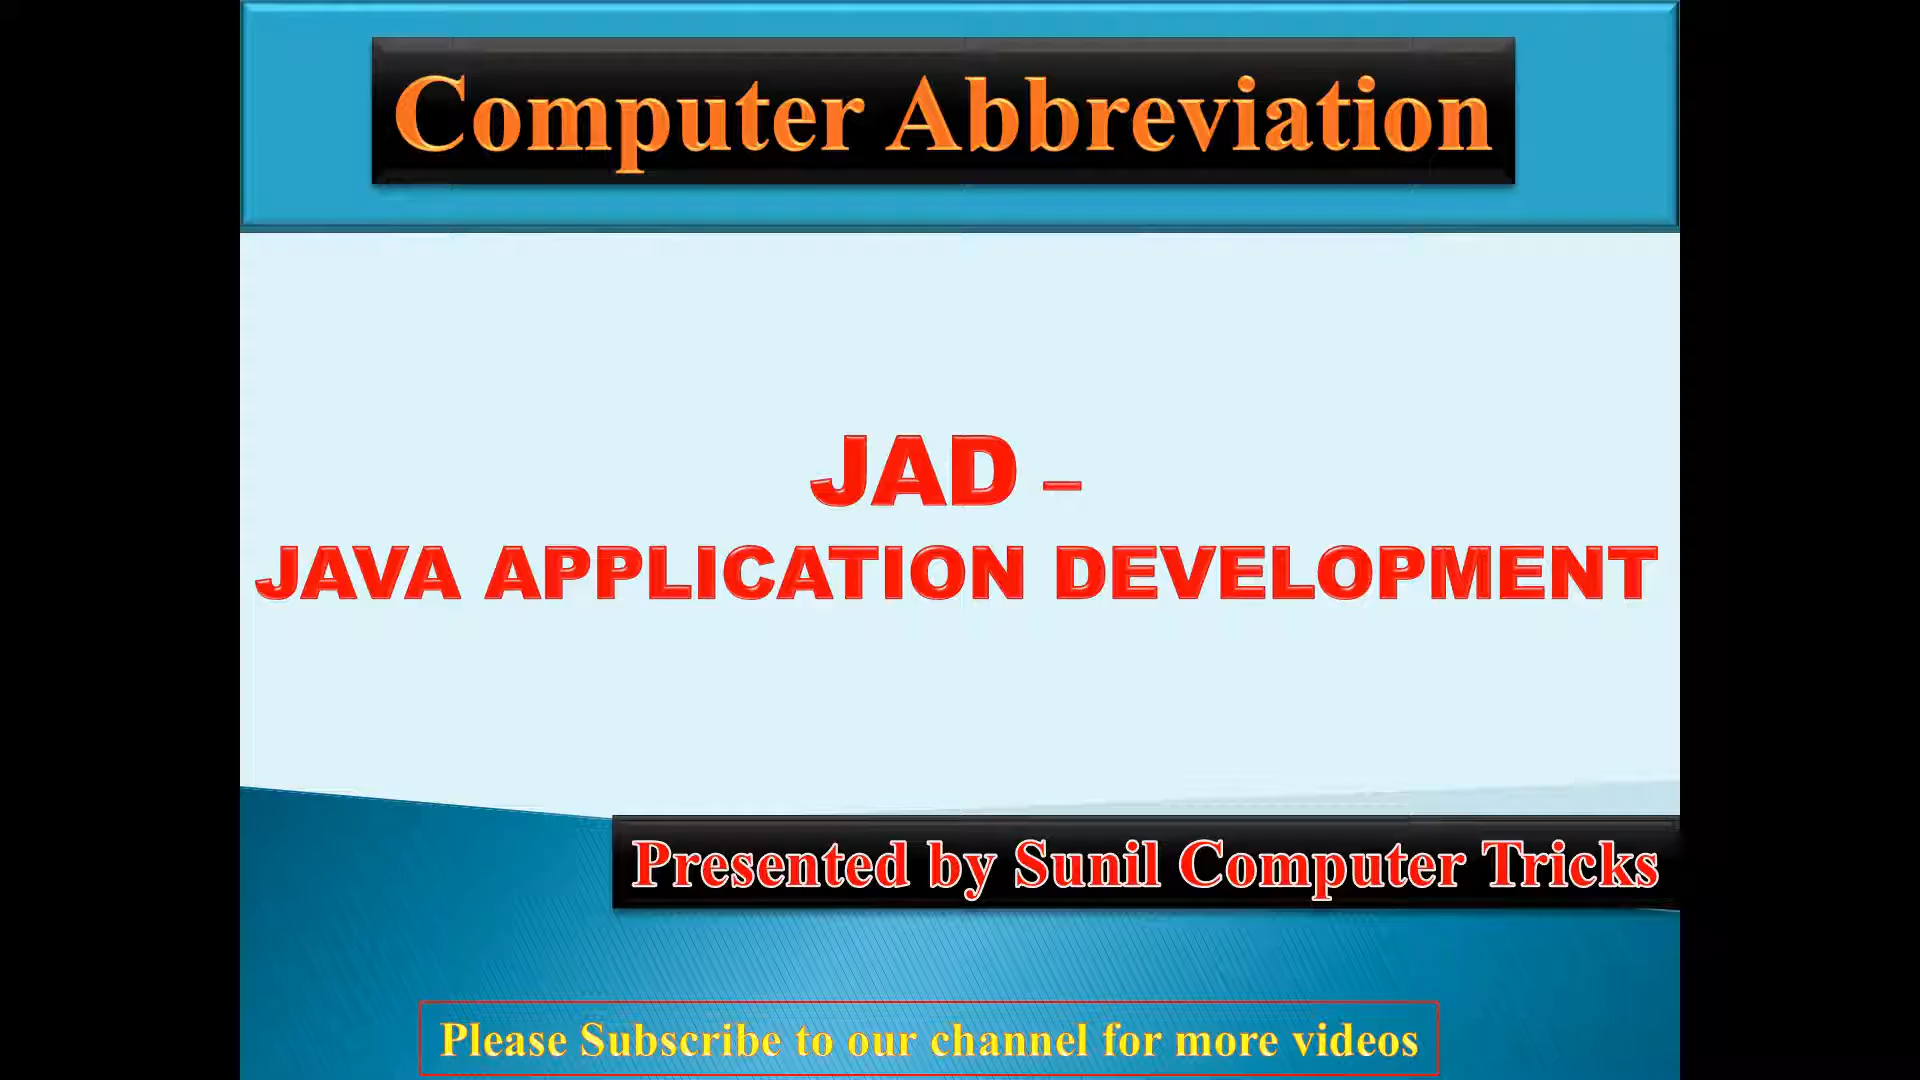 Computer Abbreviation
JAD –
JAVA APPLICATION DEVELOPMENT
Presented by Sunil Computer Tricks
Please Subscribe to our channel for more videos